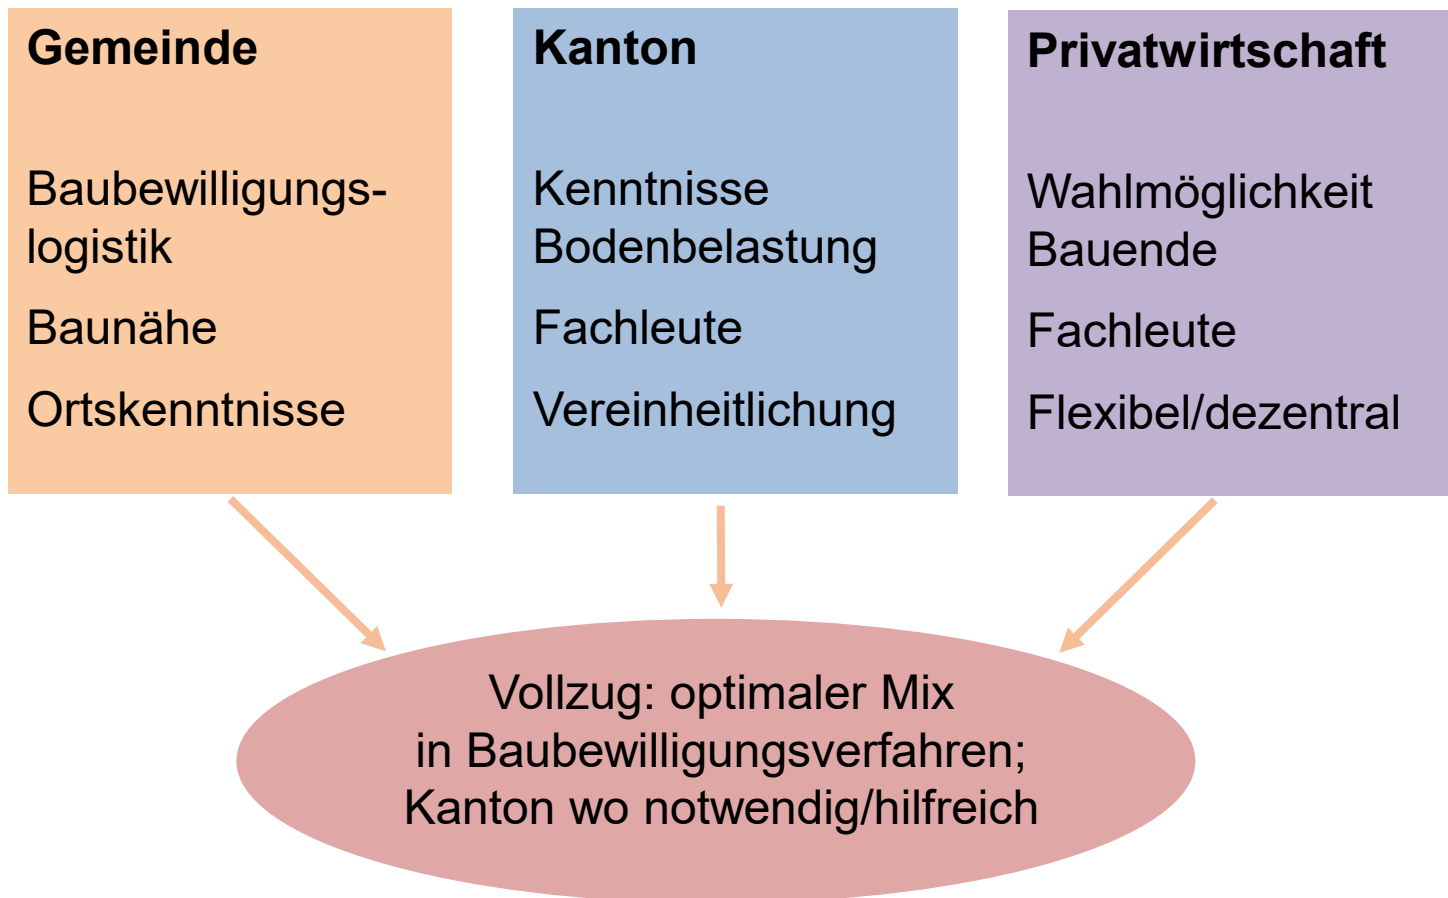 Gemeinde
Baubewilligungs-
logistik
Baunähe
Ortskenntnisse
Kanton
Kenntnisse
Bodenbelastung
Fachleute
Vereinheitlichung
Privatwirtschaft
Wahlmöglichkeit
Bauende
Fachleute
Flexibel/dezentral
Vollzug: optimaler Mix
in Baubewilligungsverfahren;
Kanton wo notwendig/hilfreich